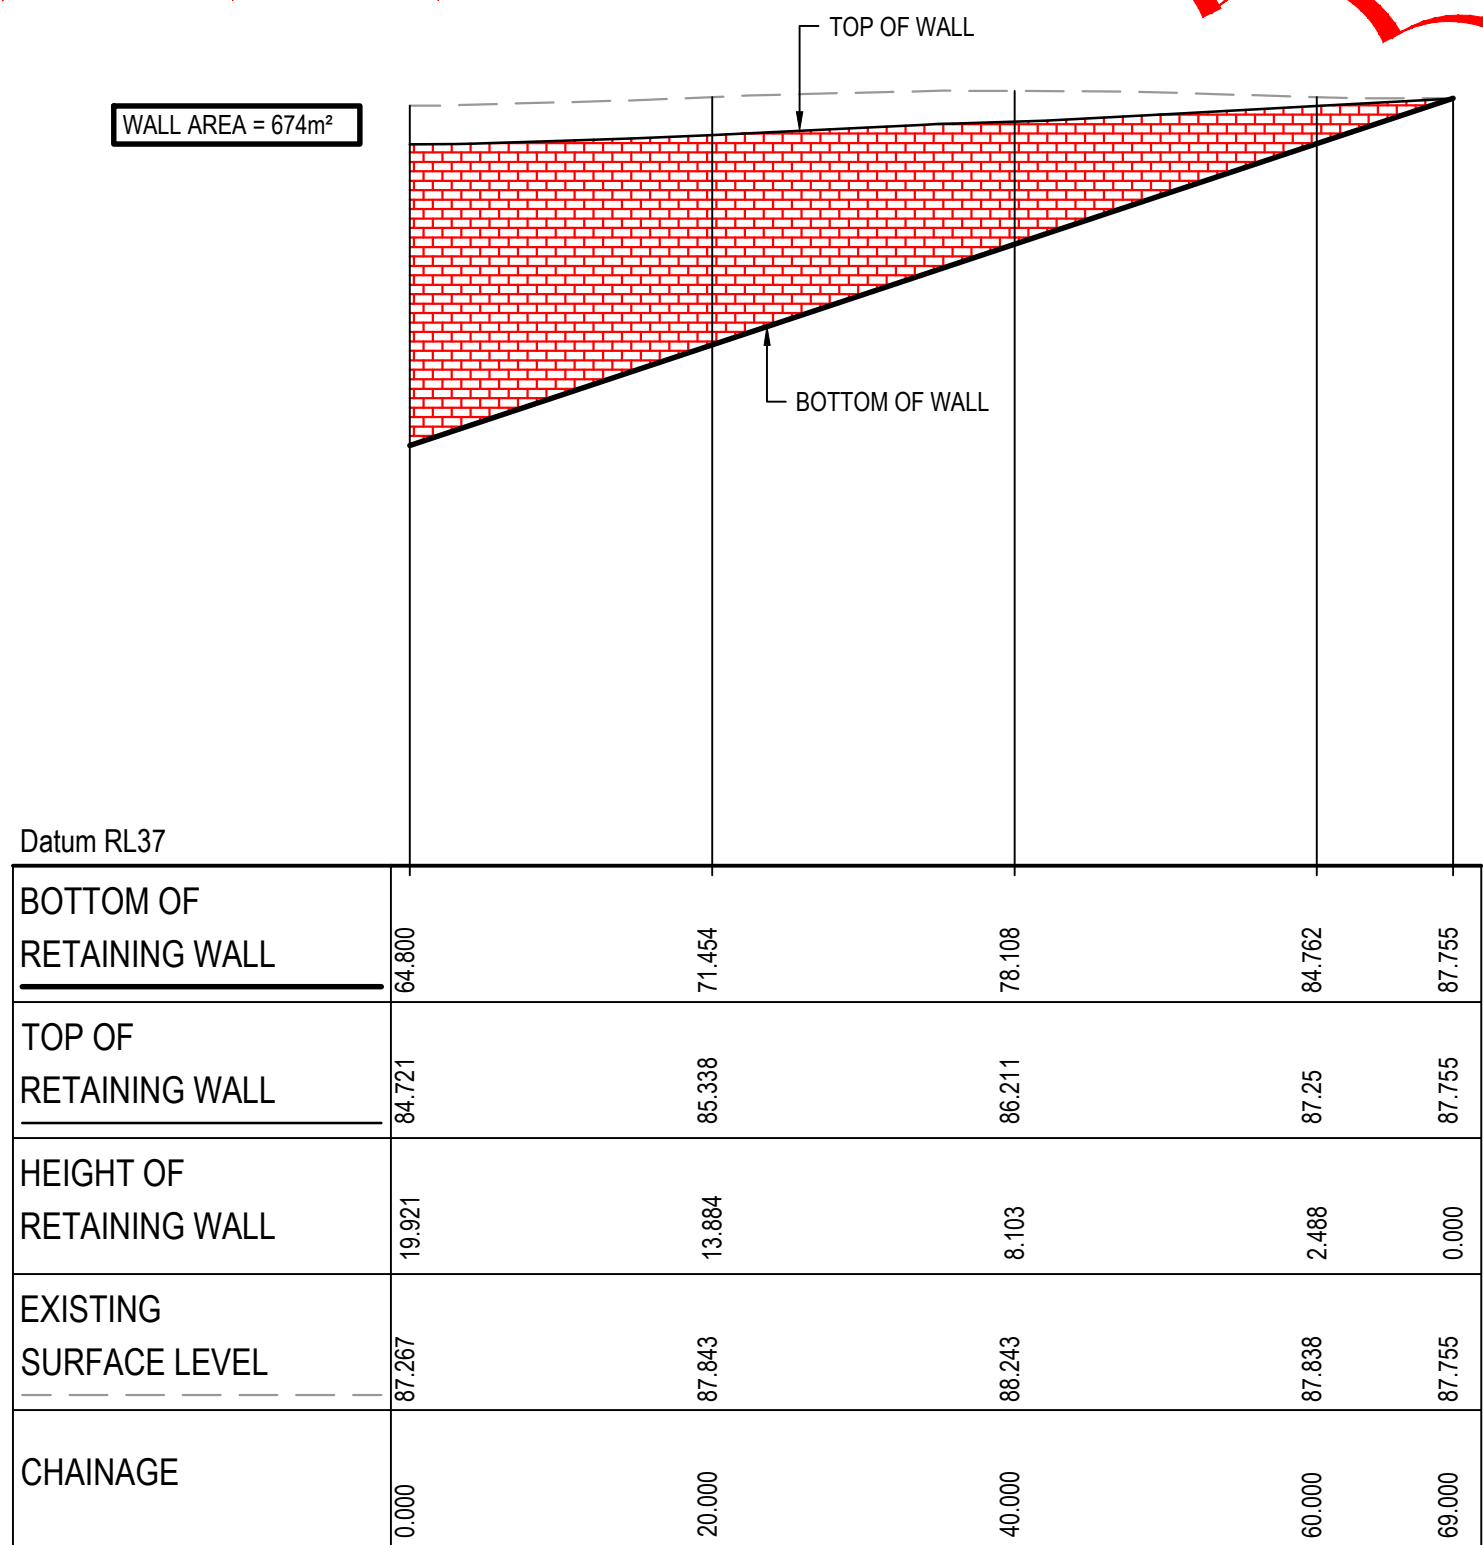 TOP OF WALL
WALL AREA = 674m²
BOTTOM OF WALL
Datum RL37
BOTTOM OF
RETAINING WALL
64.800 71.454 78.108 84.762 87.755
TOP OF
RETAINING WALL
84.721 85.338 86.211 87.25 87.755
HEIGHT OF
RETAINING WALL
19.921 13.884 8.103 2.488 0.000
EXISTING
SURFACE LEVEL
87.267 87.843 88.243 87.838 87.755
CHAINAGE
0.000 20.000 40.000 60.000 69.000